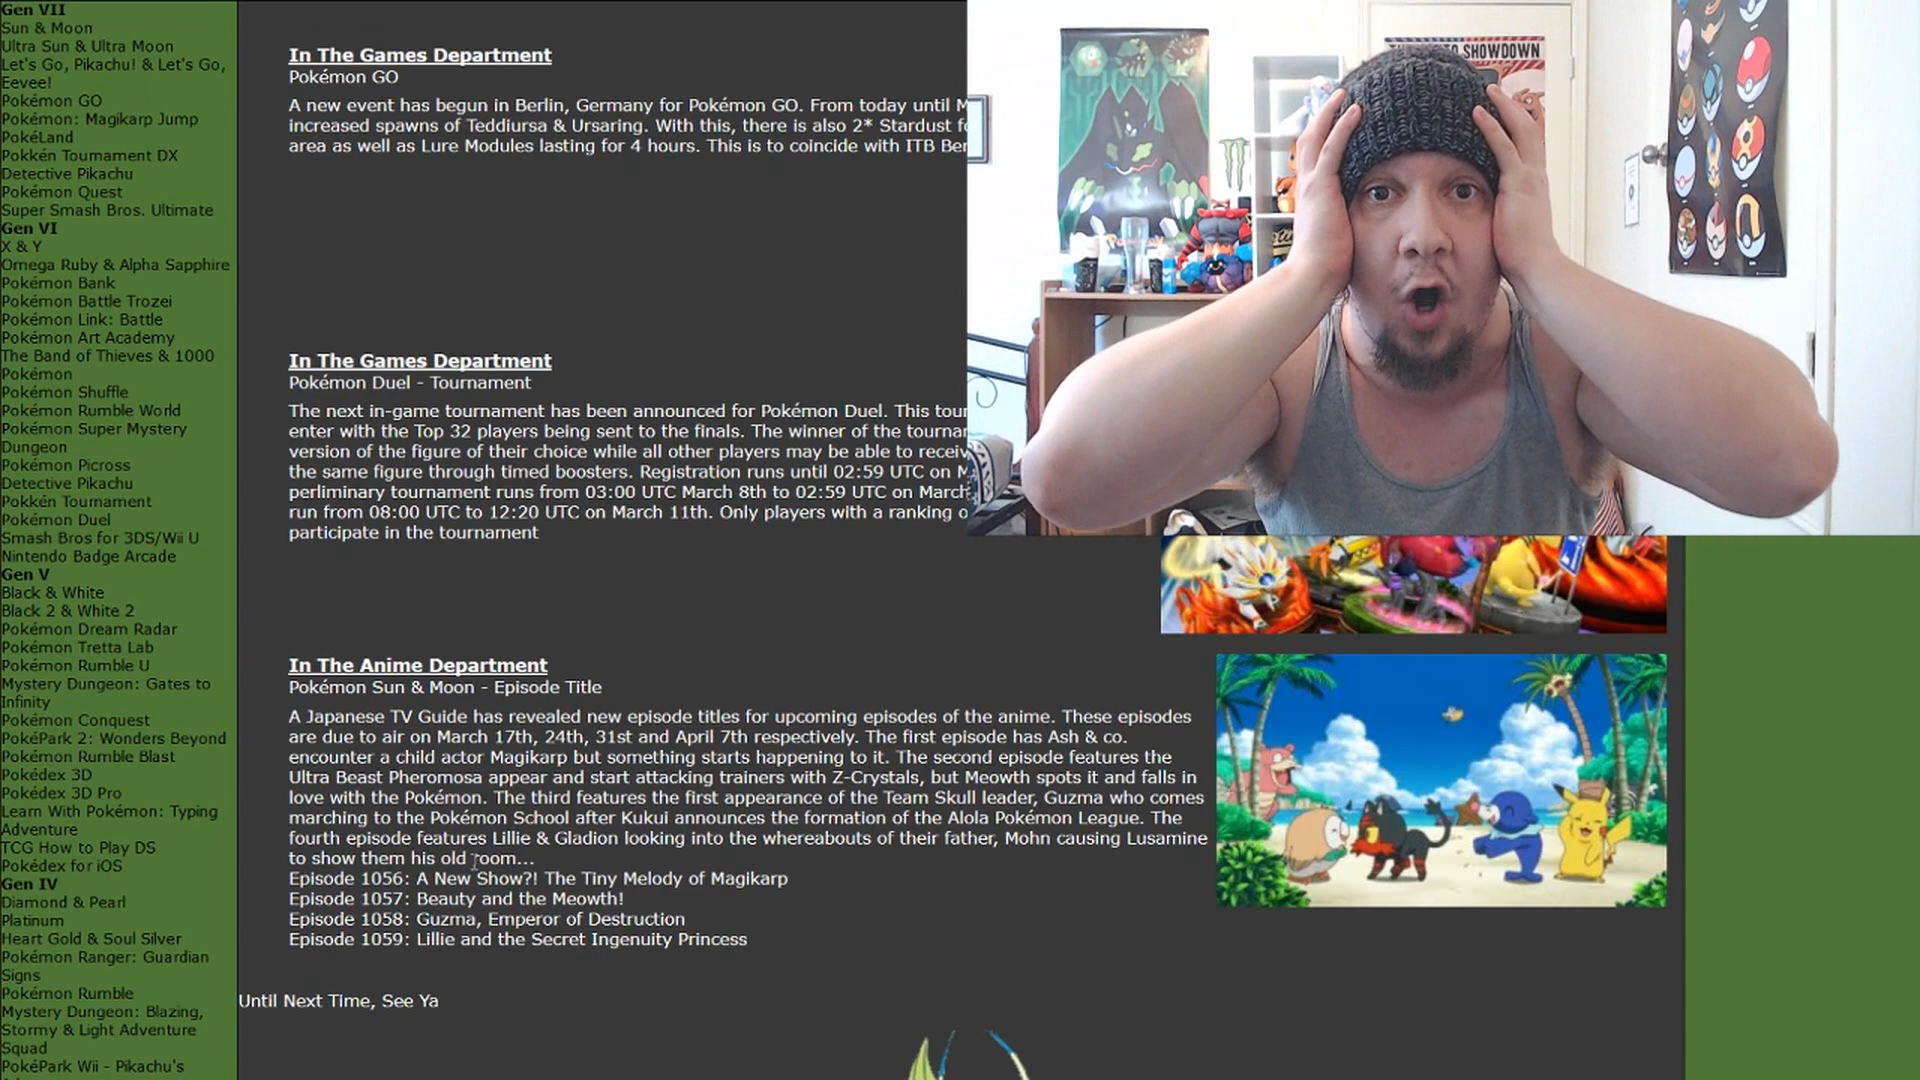 Gen VII
Sun & Moon
Ultra Sun & Ultra Moon
Let's Go, Pikachu! & Let's Go,
Eevee!
Pokémon GO
Pokémon: Magikarp Jump
PokéLand
Pokkén Tournament DX
Detective Pikachu
Pokémon Quest
Super Smash Bros. Ultimate
Gen VI
X & Y
Omega Ruby & Alpha Sapphire
Pokémon Bank
Pokémon Battle Trozei
Pokémon Link: Battle
Pokémon Art Academy
The Band of Thieves & 1000
Pokémon
Pokémon Shuffle
Pokémon Rumble World
Pokémon Super Mystery
Dungeon
Pokémon Picross
Detective Pikachu
Pokkén Tournament
Pokémon Duel
Smash Bros for 3DS/Wii U
Nintendo Badge Arcade
Gen V
Black & White
Black 2 & White 2
Pokémon Dream Radar
Pokémon Tretta Lab
Pokémon Rumble U
Mystery Dungeon: Gates to
Infinity
Pokémon Conquest
PokéPark 2: Wonders Beyond
Pokémon Rumble Blast
Pokédex 3D
Pokédex 3D Pro
Learn With Pokémon: Typing
Adventure
TCG How to Play DS
Pokédex for iOS
Gen IV
Diamond & Pearl
Platinum
Heart Gold & Soul Silver
Pokémon Ranger: Guardian
Signs
Pokémon Rumble
Mystery Dungeon: Blazing,
Stormy & Light Adventure
Squad
PokéPark Wii - Pikachu's
In The Games Department
Pokémon GO
A new event has begun in Berlin, Germany for Pokémon GO. From today until
increased spawns of Teddiursa & Ursaring. With this, there is also 2* Stardust
area as well as Lure Modules lasting for 4 hours. This is to coincide with ITB
In The Games Department
Pokémon Duel - Tournament
The next in-game tournament has been announced for Pokémon Duel. This
enter with the Top 32 players being sent to the finals. The winner of the
version of the figure of their choice while all other players may be able to
the same figure through timed boosters. Registration runs until 02:59 UTC on
perliminary tournament runs from 03:00 UTC March 8th to 02:59 UTC on March
run from 08:00 UTC to 12:20 UTC on March 11th. Only players with a ranking
participate in the tournament
In The Anime Department
Pokémon Sun & Moon - Episode Title
A Japanese TV Guide has revealed new episode titles for upcoming episodes of the anime. These episodes
are due to air on March 17th, 24th, 31st and April 7th respectively. The first episode has Ash & co.
encounter a child actor Magikarp but something starts happening to it. The second episode features the
Ultra Beast Pheromosa appear and start attacking trainers with Z-Crystals, but Meowth spots it and falls in
love with the Pokémon. The third features the first appearance of the Team Skull leader, Guzma who comes
marching to the Pokémon School after Kukui announces the formation of the Alola Pokémon League. The
fourth episode features Lillie & Gladion looking into the whereabouts of their father, Mohn causing Lusamine
to show them his old room...
Episode 1056: A New Show?! The Tiny Melody of Magikarp
Episode 1057: Beauty and the Meowth!
Episode 1058: Guzma, Emperor of Destruction
Episode 1059: Lillie and the Secret Ingenuity Princess
Until Next Time, See Ya
SHOWDOWN